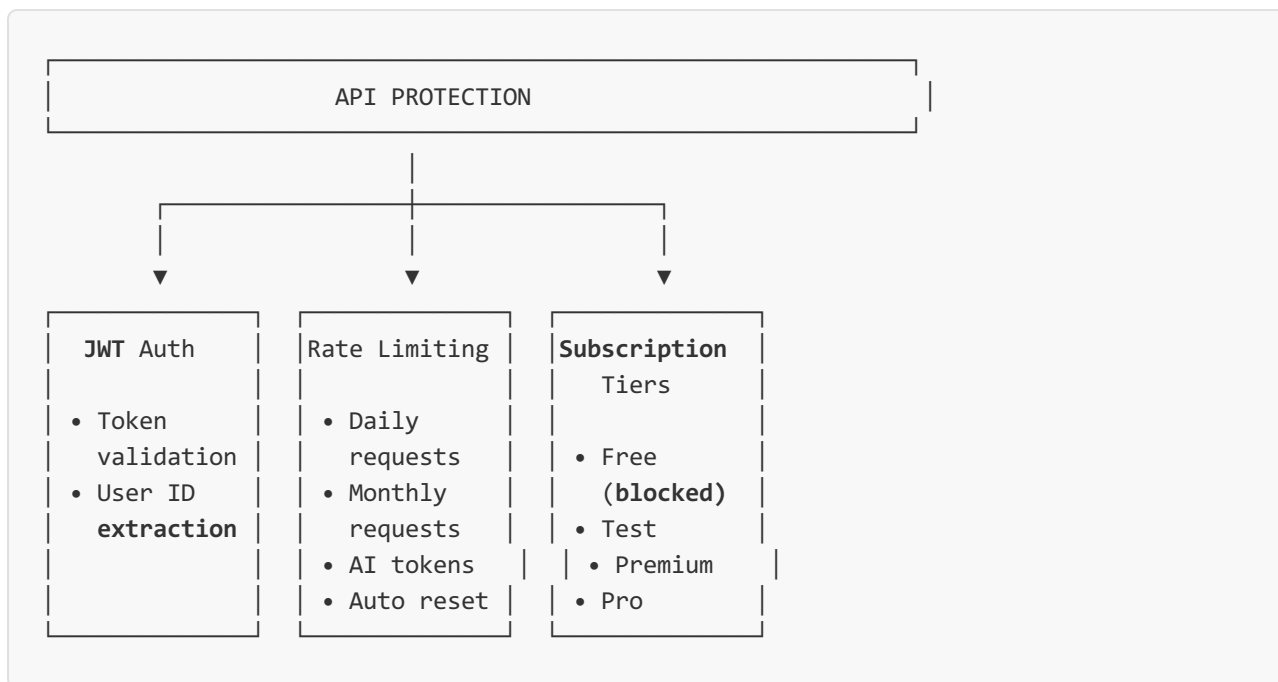 API PROTECTION
JWT Auth
• Token
validation
• User ID
extraction
Rate Limiting
• Daily
requests
• Monthly
requests
• AI tokens
• Auto reset
Subscription
Tiers
• Free
(blocked)
• Test
• Premium
• Pro